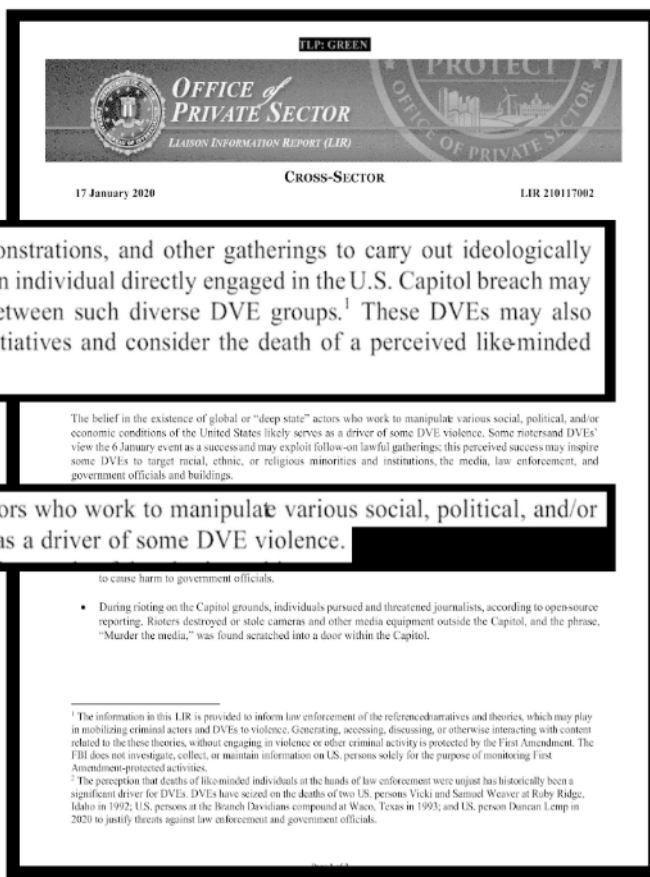 TLP: GREEN
PROTECT
OFFICE of
PRIVATE SECTOR
LIAISON INFORMATION REPORT (LIR)
OFFICE OF PRIVATE SECTOR
CROSS-SECTOR
17 January 2020
LIR 210117002
onstrations, and other gatherings to carry out ideologically
n individual directly engaged in the U.S. Capitol breach may
etween such diverse DVE groups.¹ These DVEs may also
tiatives and consider the death of a perceived like-minded
The belief in the existence of global or “deep state” actors who work to manipulate various social, political, and/or
economic conditions of the United States likely serves as a driver of some DVE violence. Some riotersand DVEs’
view the 6 January event as a success and may exploit follow-on lawful gatherings; this perceived success may inspire
some DVEs to target racial, ethnic, or religious minorities and institutions, the media, law enforcement, and
government officials and buildings.
ors who work to manipulate various social, political, and/or
as a driver of some DVE violence.
to cause harm to government officials.
• During rioting on the Capitol grounds, individuals pursued and threatened journalists, according to open-source
reporting. Rioters destroyed or stole cameras and other media equipment outside the Capitol, and the phrase,
“Murder the media,” was found scratched into a door within the Capitol.
¹ The information in this LIR is provided to inform law enforcement of the referenced narratives and theories, which may play
in mobilizing criminal actors and DVEs to violence. Generating, accessing, discussing, or otherwise interacting with content
related to the these theories, without engaging in violence or other criminal activity is protected by the First Amendment. The
FBI does not investigate, collect, or maintain information on U.S. persons solely for the purpose of monitoring First
Amendment-protected activities.
² The perception that deaths of like-minded individuals at the hands of law enforcement were unjust has historically been a
significant driver for DVEs. DVEs have seized on the deaths of two US. persons Vicki and Samuel Weaver at Ruby Ridge,
Idaho in 1992; U.S. persons at the Branch Davidians compound at Waco, Texas in 1993; and US. person Duncan Lemp in
2020 to justify threats against law enforcement and government officials.